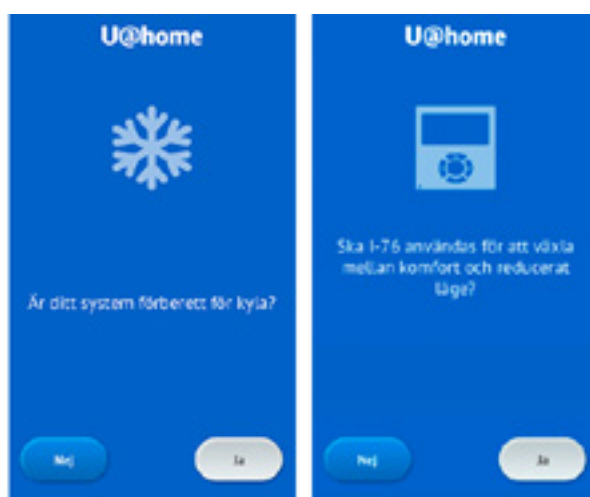 U@home
Är ditt system förberett för kyla?
Nej
Ja
U@home
Ska I-76 användas för att växla
mellan komfort och reducerat
läge?
Nej
Ja